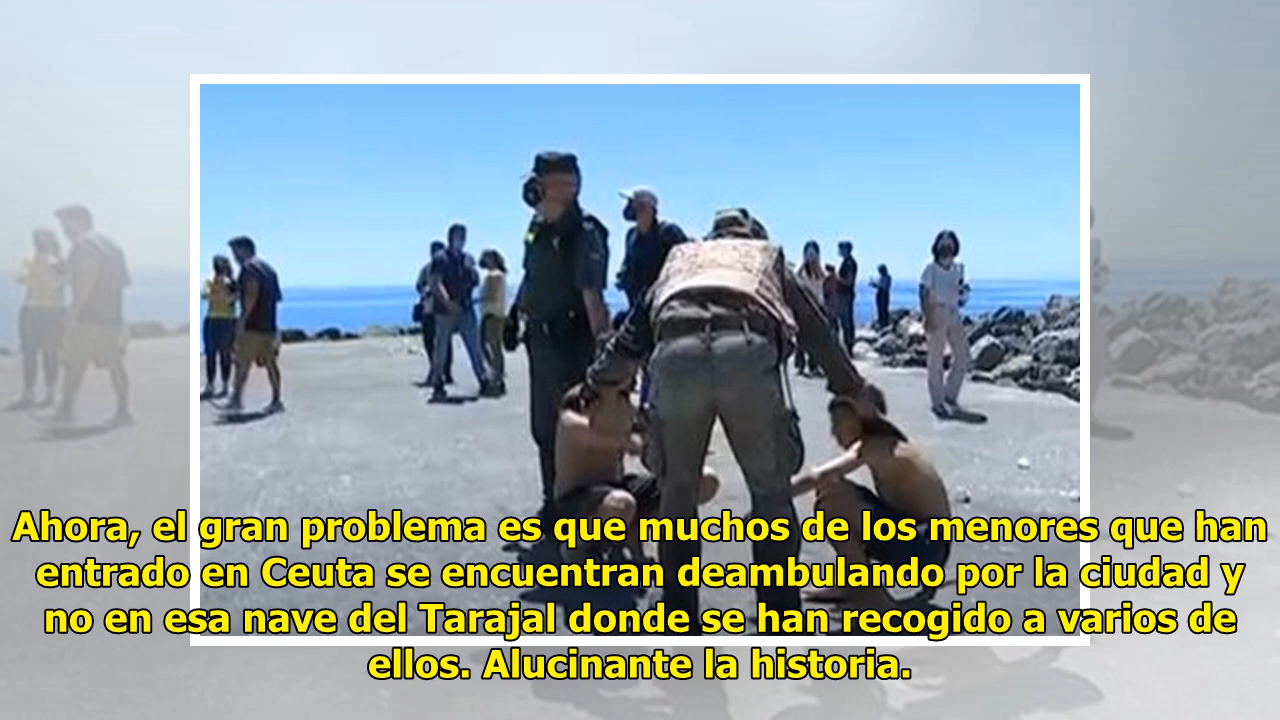 Ahora, el gran problema es que muchos de los menores que han
entrado en Ceuta se encuentran deambulando por la ciudad y
no en esa nave del Tarajal donde se han recogido a varios de
ellos. Alucinante la historia.